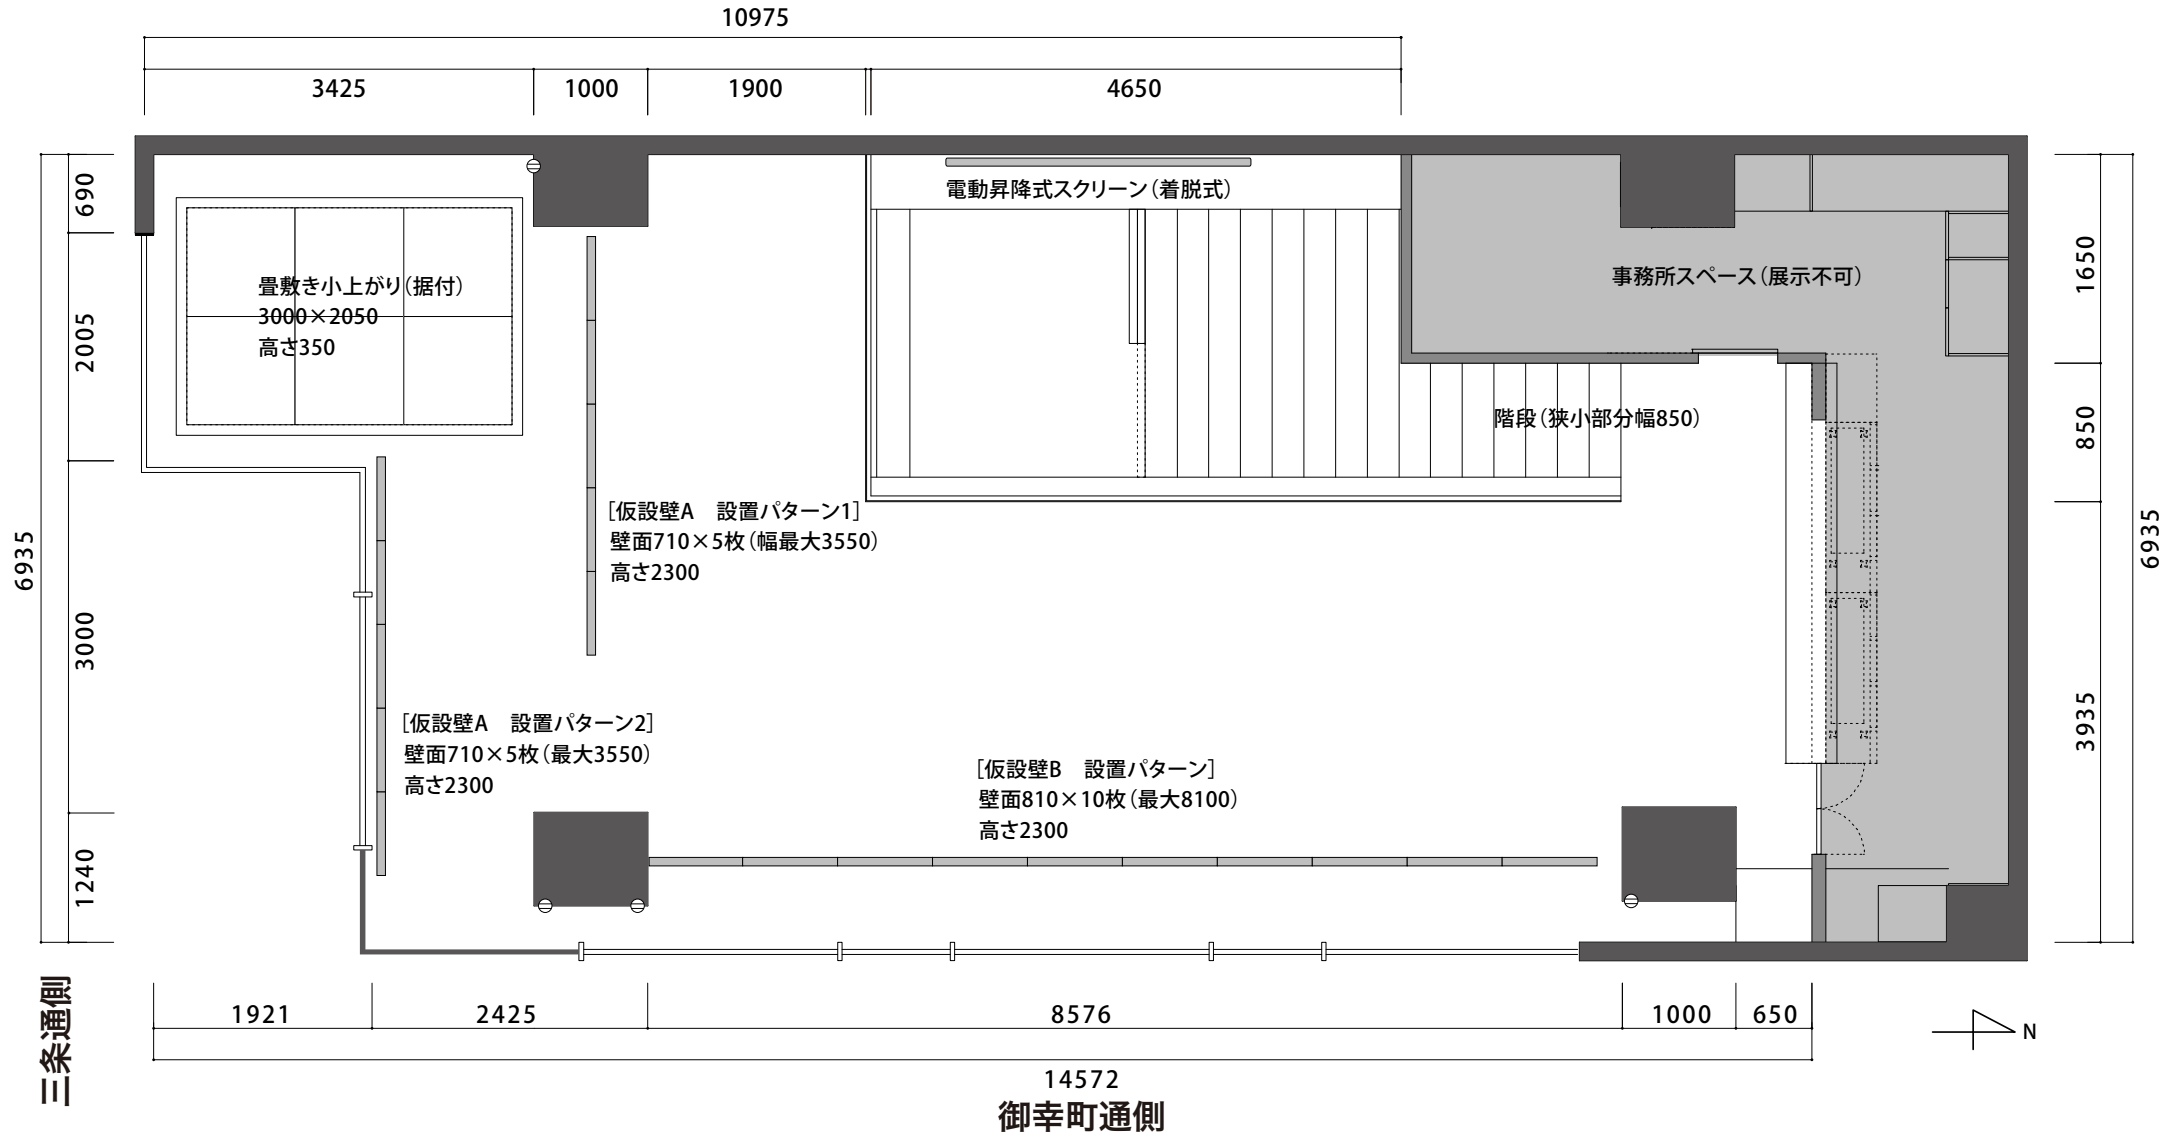 10975
3425
1000
1900
4650
電動昇降式スクリーン（着脱式）
事務所スペース（展示不可）
畳敷き小上がり（据付）
3000×2050
高さ350
階段（狭小部分幅850）
［仮設壁A　設置パターン1］
壁面710×5枚（幅最大3550）
高さ2300
［仮設壁A　設置パターン2］
壁面710×5枚（最大3550）
高さ2300
［仮設壁B　設置パターン］
壁面810×10枚（最大8100）
高さ2300
6935
690
2005
3000
1240
1650
850
3935
6935
1921
2425
8576
1000
650
14572
N
三条通側
御幸町通側